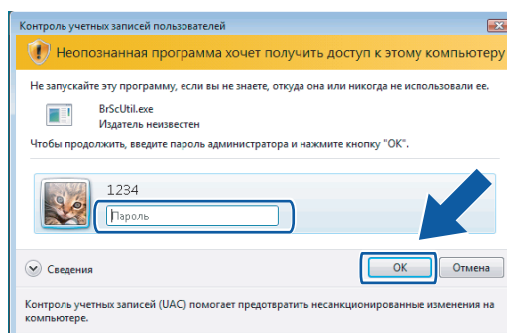 Контроль учетных записей пользователей
Неопознанная программа хочет получить доступ к этому компьютеру
Не запускайте эту программу, если вы не знаете, откуда она или никогда не использовали ее.
BrScUtil.exe
Издатель неизвестен
Чтобы продолжить, введите пароль администратора и нажмите кнопку "ОК".
1234
Пароль
Сведения
ОК
Отмена
Контроль учетных записей (UAC) помогает предотвратить несанкционированные изменения на
компьютере.